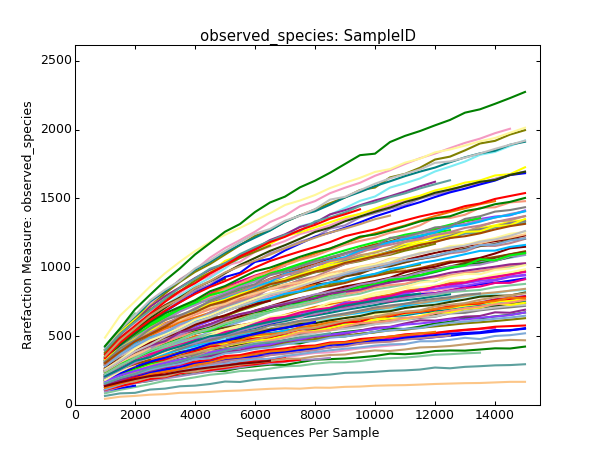 observed_species: SampleID
2500
2000
1500
1000
500
0
Rarefaction Measure: observed_species
0 2000 4000 6000 8000 10000 12000 14000
Sequences Per Sample